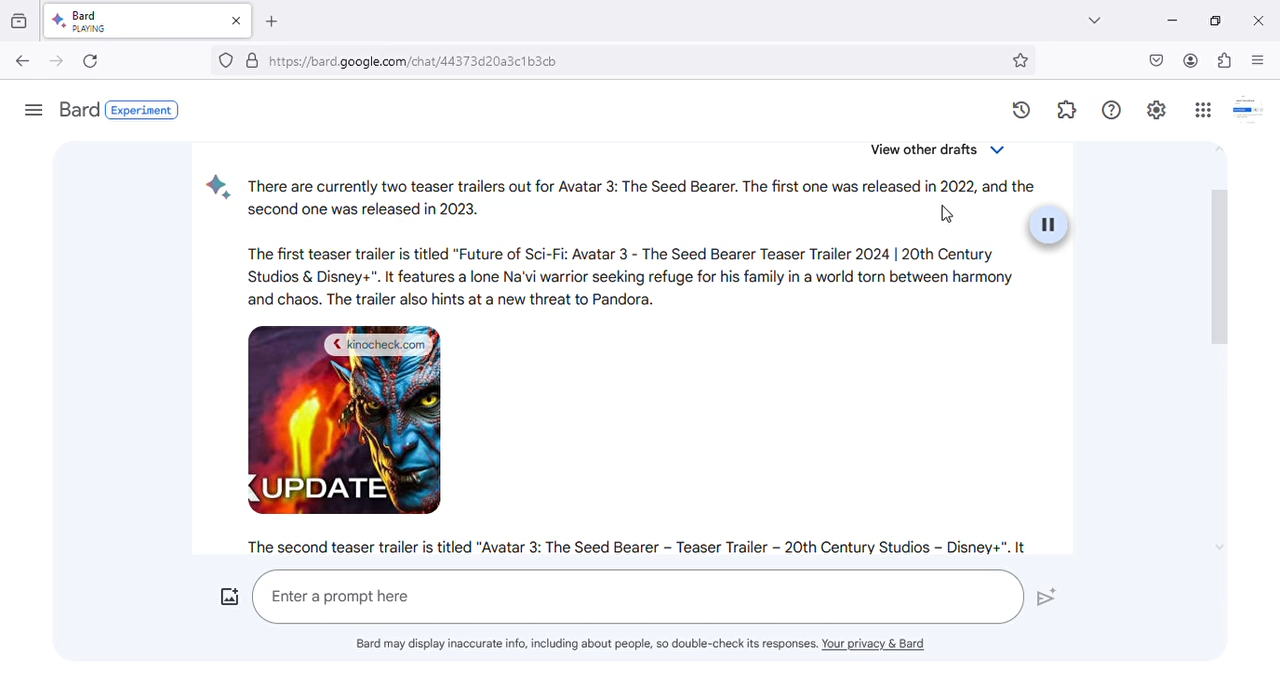 Bard
PLAYING
https://bard.google.com/chat/44373d20a3c1b3cb
Bard Experiment
View other drafts
There are currently two teaser trailers out for Avatar 3: The Seed Bearer. The first one was released in 2022, and the
second one was released in 2023.
The first teaser trailer is titled "Future of Sci-Fi: Avatar 3 - The Seed Bearer Teaser Trailer 2024 | 20th Century
Studios & Disney+". It features a lone Na'vi warrior seeking refuge for his family in a world torn between harmony
and chaos. The trailer also hints at a new threat to Pandora.
kinocheck.com
UPDATE
The second teaser trailer is titled "Avatar 3: The Seed Bearer – Teaser Trailer – 20th Century Studios – Disney+". It
Enter a prompt here
Bard may display inaccurate info, including about people, so double-check its responses. Your privacy & Bard